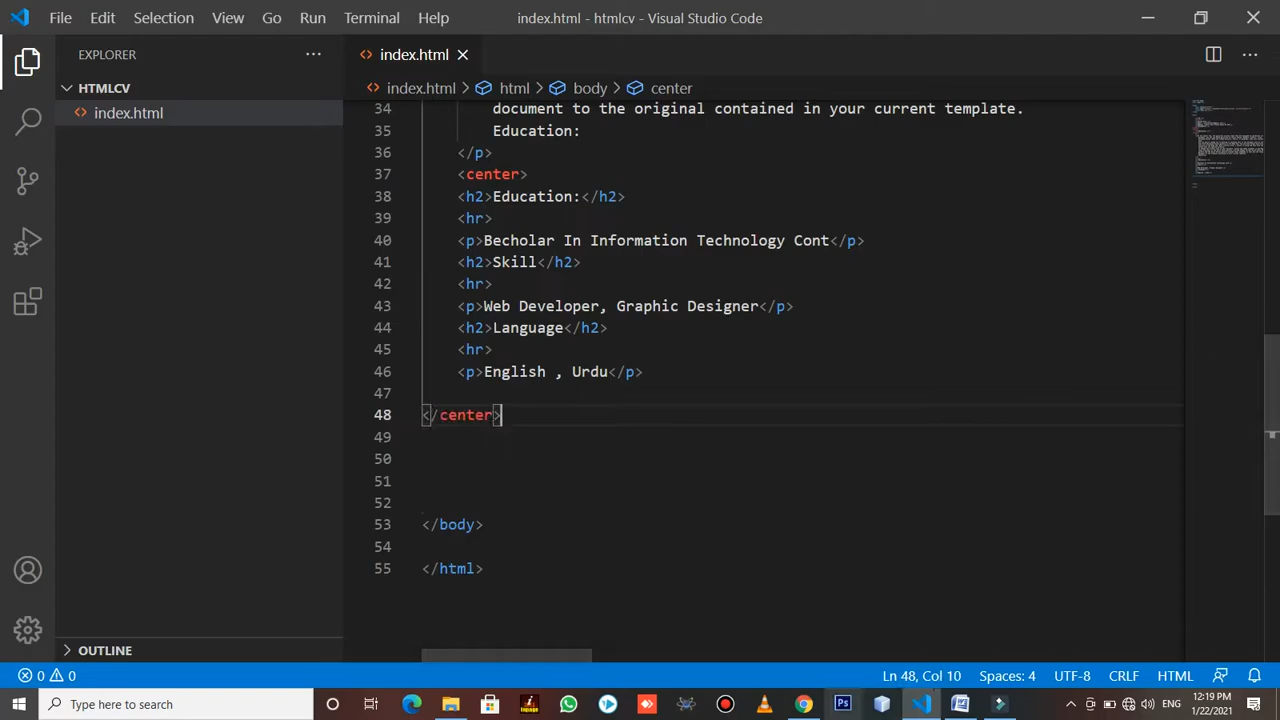 File Edit Selection View Go Run Terminal Help index.html - htmlcv - Visual Studio Code
EXPLORER
HTMLCV
index.html
index.html
index.html html body center
34 document to the original contained in your current template.
35 Education:
36 </p>
37 <center>
38 <h2>Education:</h2>
39 <hr>
40 <p>Becholar In Information Technology Cont</p>
41 <h2>Skill</h2>
42 <hr>
43 <p>Web Developer, Graphic Designer</p>
44 <h2>Language</h2>
45 <hr>
46 <p>English , Urdu</p>
47
48 </center>
49
50
51
52
53 </body>
54
55 </html>
OUTLINE
0 0 Ln 48, Col 10 Spaces: 4 UTF-8 CRLF HTML
Type here to search
Ps
ENG
12:19 PM
1/22/2021